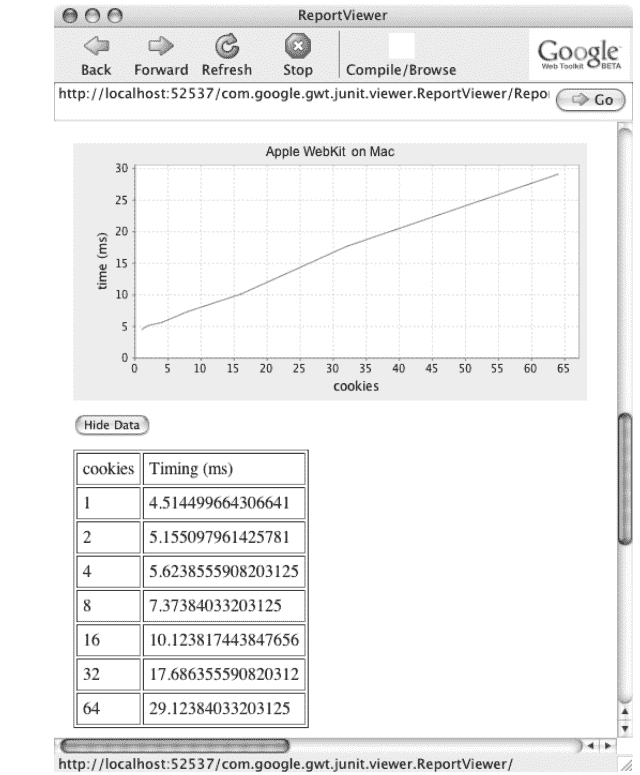 ReportViewer
Back Forward Refresh Stop Compile/Browse
Google
Web Toolkit BETA
http://localhost:52537/com.google.gwt.junit.viewer.ReportViewer/Repo
Go
Apple WebKit on Mac
30
25
20
15
10
5
0
time (ms)
0 5 10 15 20 25 30 35 40 45 50 55 60 65
cookies
Hide Data
cookies Timing (ms)
1 4.514499664306641
2 5.155097961425781
4 5.6238555908203125
8 7.37384033203125
16 10.123817443847656
32 17.686355590820312
64 29.12384033203125
http://localhost:52537/com.google.gwt.junit.viewer.ReportViewer/